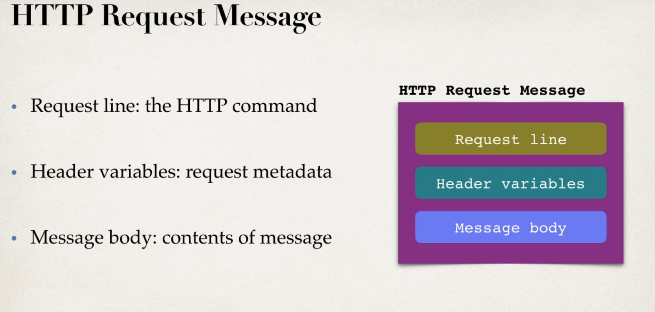 HTTP Request Message
• Request line: the HTTP command
• Header variables: request metadata
• Message body: contents of message
HTTP Request Message
Request line
Header variables
Message body